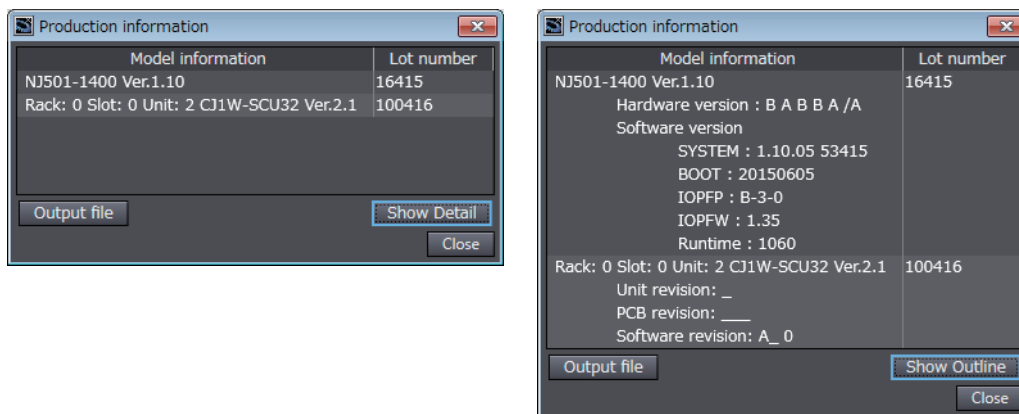 Production information
Model information Lot number
NJ501-1400 Ver.1.10 16415
Rack: 0 Slot: 0 Unit: 2 CJ1W-SCU32 Ver.2.1 100416
Output file Show Detail
Close
Production information
Model information Lot number
NJ501-1400 Ver.1.10 16415
Hardware version : B A B B A /A
Software version
SYSTEM : 1.10.05 53415
BOOT : 20150605
IOPFP : B-3-0
IOPFW : 1.35
Runtime : 1060
Rack: 0 Slot: 0 Unit: 2 CJ1W-SCU32 Ver.2.1 100416
Unit revision: _
PCB revision: ___
Software revision: A_ 0
Output file Show Outline
Close